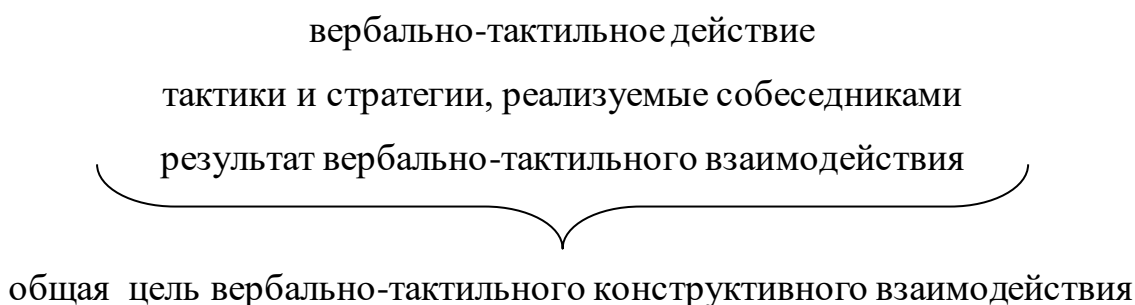 вербально-тактильное действие
тактики и стратегии, реализуемые собеседниками
результат вербально-тактильного взаимодействия
общая цель вербально-тактильного конструктивного взаимодействия